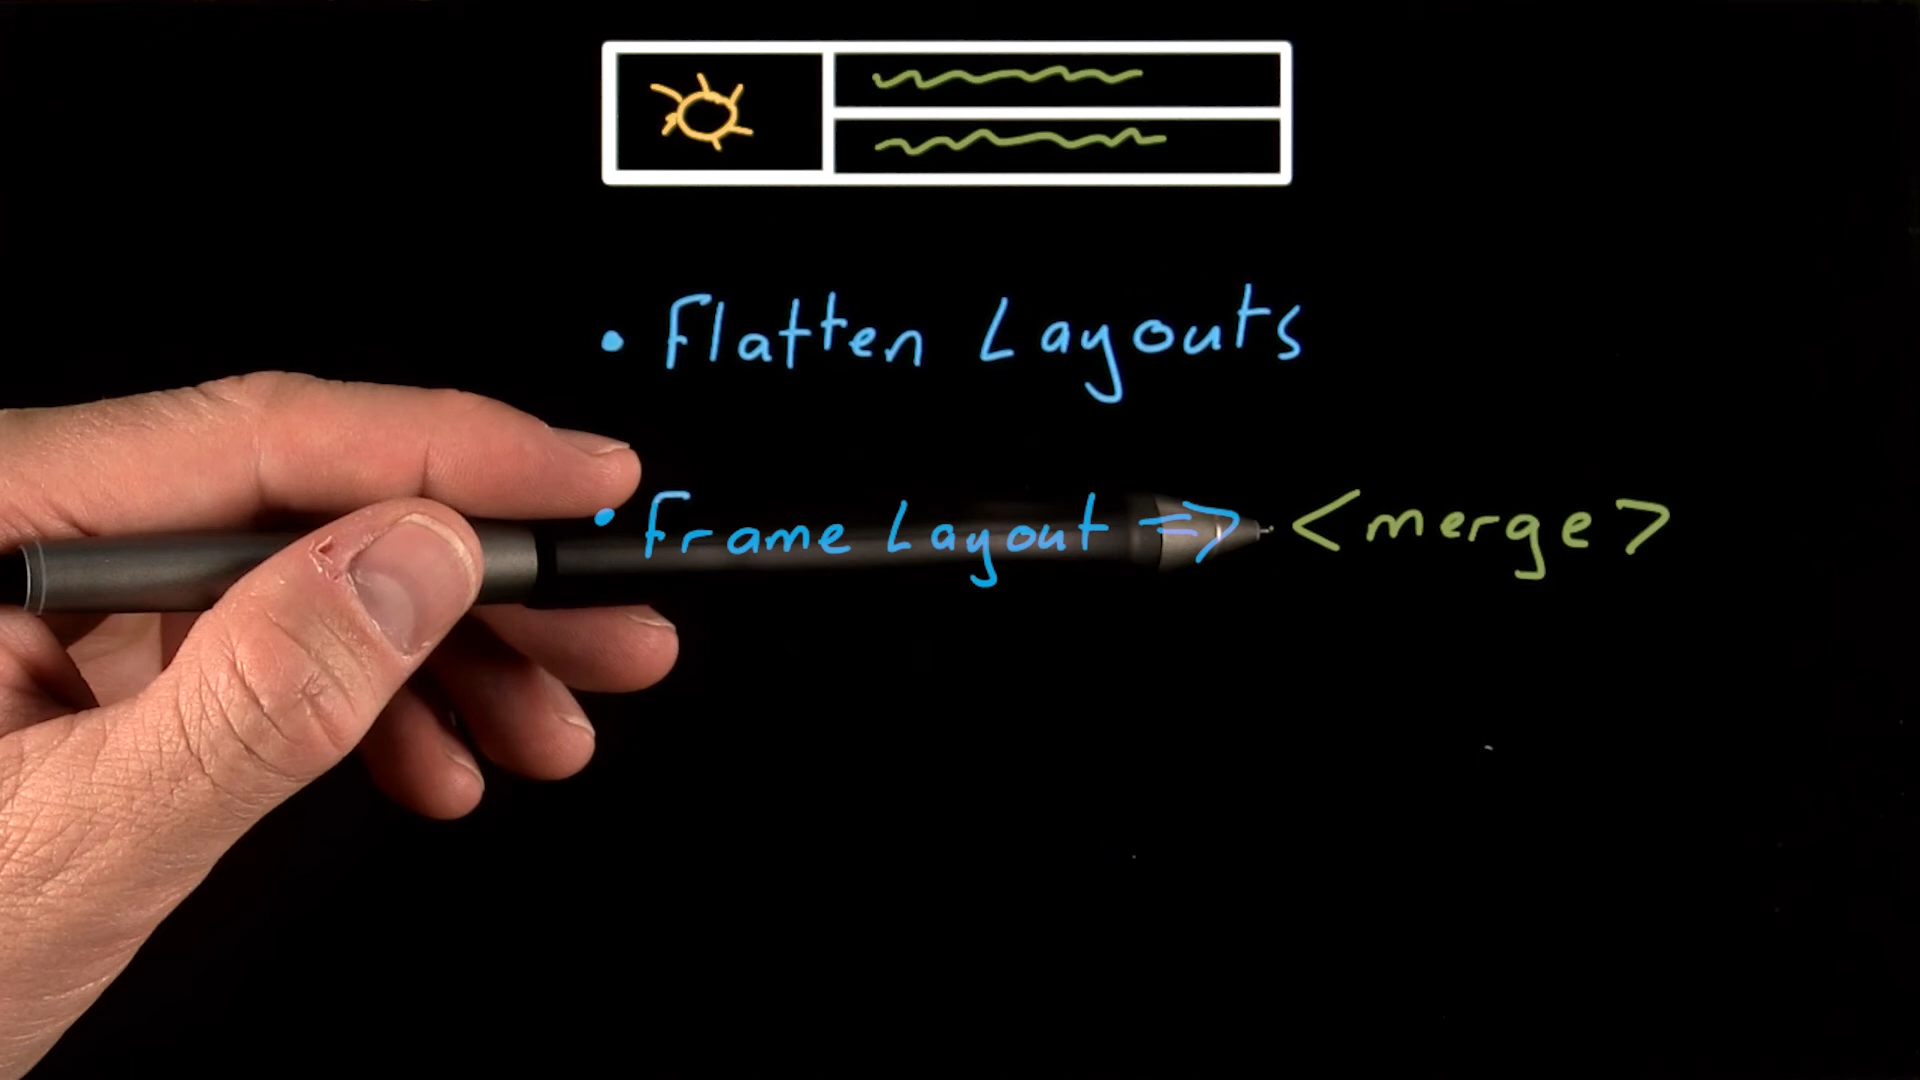 • Flatten Layouts
• Frame Layout => <merge>